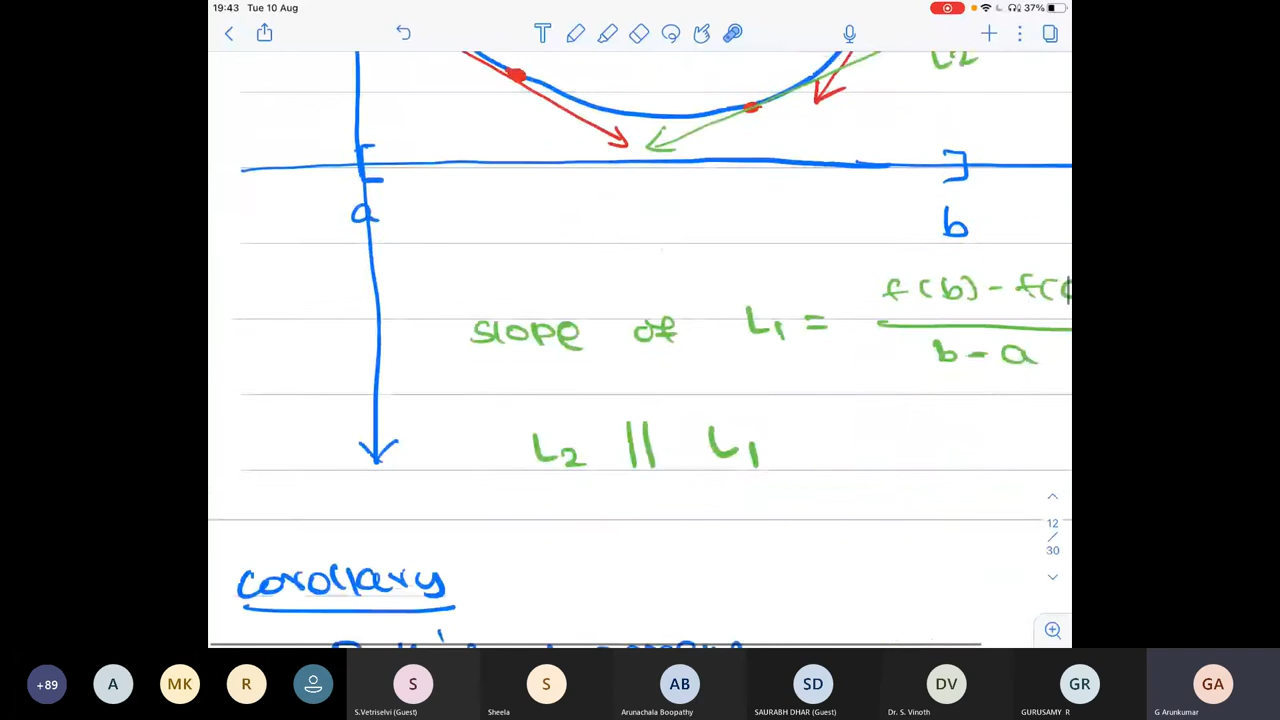 19:43 Tue 10 Aug
37%
L2
a
b
slope of L1 = f(b) - f(
b - a
L2 || L1
12
30
corollary
+89
A
MK
R
S
S
AB
SD
DV
GR
GA
S.Vetriselvi (Guest)
Sheela
Arunachala Boopathy
SAURABH DHAR (Guest)
Dr. S. Vinoth
GURUSAMY R
G Arunkumar